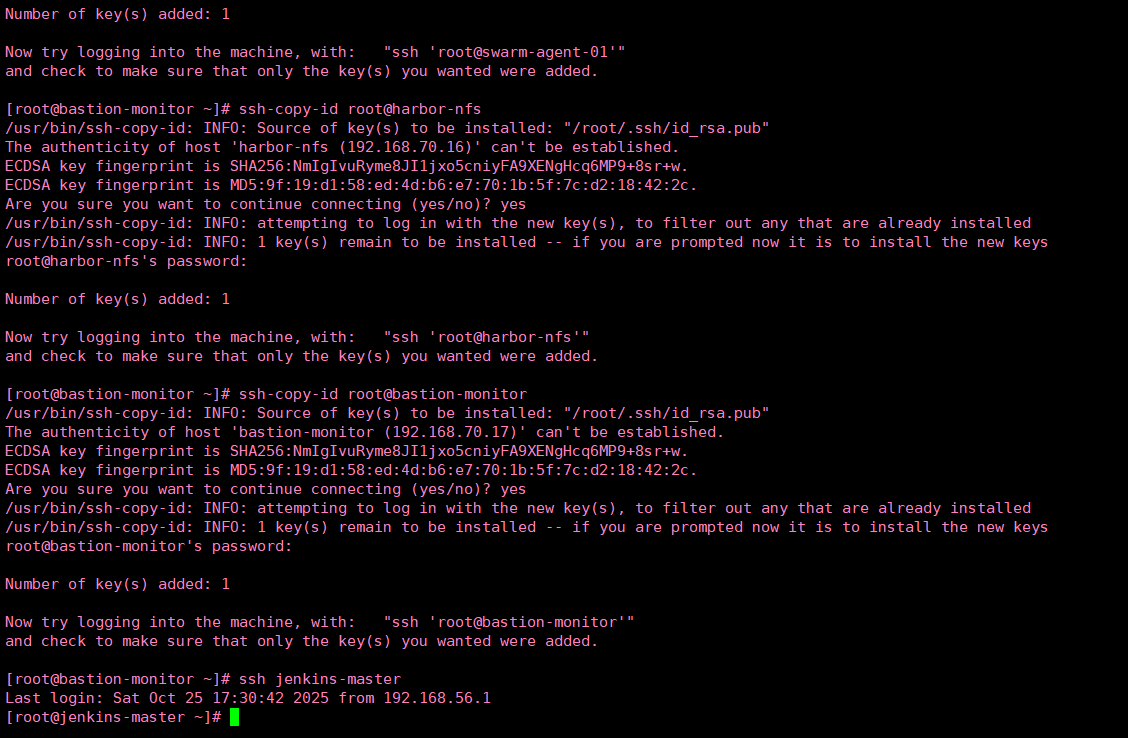 Number of key(s) added: 1
Now try logging into the machine, with:   "ssh 'root@swarm-agent-01'"
and check to make sure that only the key(s) you wanted were added.
[root@bastion-monitor ~]# ssh-copy-id root@harbor-nfs
/usr/bin/ssh-copy-id: INFO: Source of key(s) to be installed: "/root/.ssh/id_rsa.pub"
The authenticity of host 'harbor-nfs (192.168.70.16)' can't be established.
ECDSA key fingerprint is SHA256:NmIgIvuRyme8JI1jxo5cniyFA9XENgHcq6MP9+8sr+w.
ECDSA key fingerprint is MD5:9f:19:d1:58:ed:4d:b6:e7:70:1b:5f:7c:d2:18:42:2c.
Are you sure you want to continue connecting (yes/no)? yes
/usr/bin/ssh-copy-id: INFO: attempting to log in with the new key(s), to filter out any that are already installed
/usr/bin/ssh-copy-id: INFO: 1 key(s) remain to be installed -- if you are prompted now it is to install the new keys
root@harbor-nfs's password:
Number of key(s) added: 1
Now try logging into the machine, with:   "ssh 'root@harbor-nfs'"
and check to make sure that only the key(s) you wanted were added.
[root@bastion-monitor ~]# ssh-copy-id root@bastion-monitor
/usr/bin/ssh-copy-id: INFO: Source of key(s) to be installed: "/root/.ssh/id_rsa.pub"
The authenticity of host 'bastion-monitor (192.168.70.17)' can't be established.
ECDSA key fingerprint is SHA256:NmIgIvuRyme8JI1jxo5cniyFA9XENgHcq6MP9+8sr+w.
ECDSA key fingerprint is MD5:9f:19:d1:58:ed:4d:b6:e7:70:1b:5f:7c:d2:18:42:2c.
Are you sure you want to continue connecting (yes/no)? yes
/usr/bin/ssh-copy-id: INFO: attempting to log in with the new key(s), to filter out any that are already installed
/usr/bin/ssh-copy-id: INFO: 1 key(s) remain to be installed -- if you are prompted now it is to install the new keys
root@bastion-monitor's password:
Number of key(s) added: 1
Now try logging into the machine, with:   "ssh 'root@bastion-monitor'"
and check to make sure that only the key(s) you wanted were added.
[root@bastion-monitor ~]# ssh jenkins-master
Last login: Sat Oct 25 17:30:42 2025 from 192.168.56.1
[root@jenkins-master ~]#